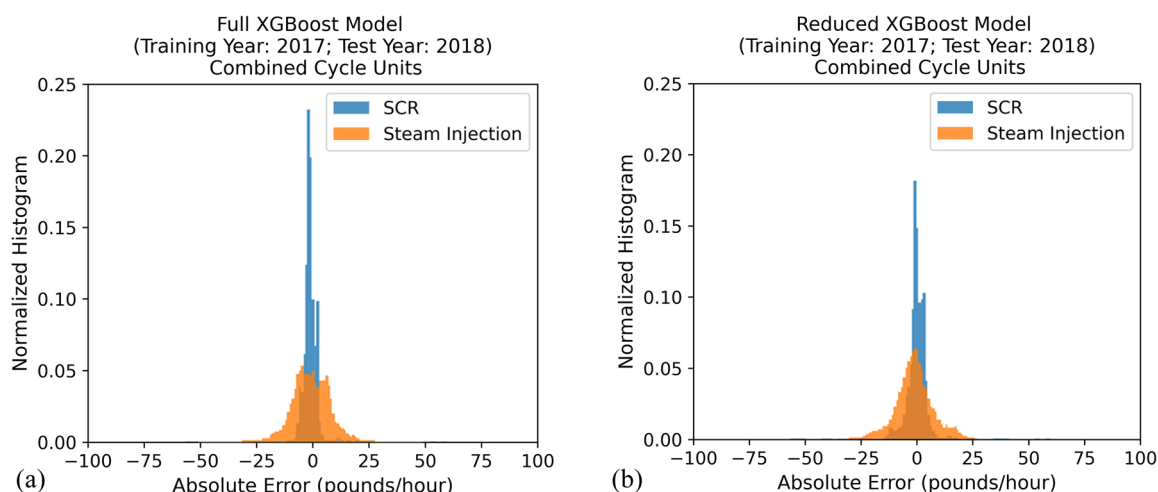 Full XGBoost Model
(Training Year: 2017; Test Year: 2018)
Combined Cycle Units
0.25
0.20
0.15
0.10
0.05
0.00
Normalized Histogram
SCR
Steam Injection
−100
−75
−50
−25
0
25
50
75
100
Absolute Error (pounds/hour)
(a)
Reduced XGBoost Model
(Training Year: 2017; Test Year: 2018)
Combined Cycle Units
0.25
0.20
0.15
0.10
0.05
0.00
Normalized Histogram
SCR
Steam Injection
−100
−75
−50
−25
0
25
50
75
100
Absolute Error (pounds/hour)
(b)